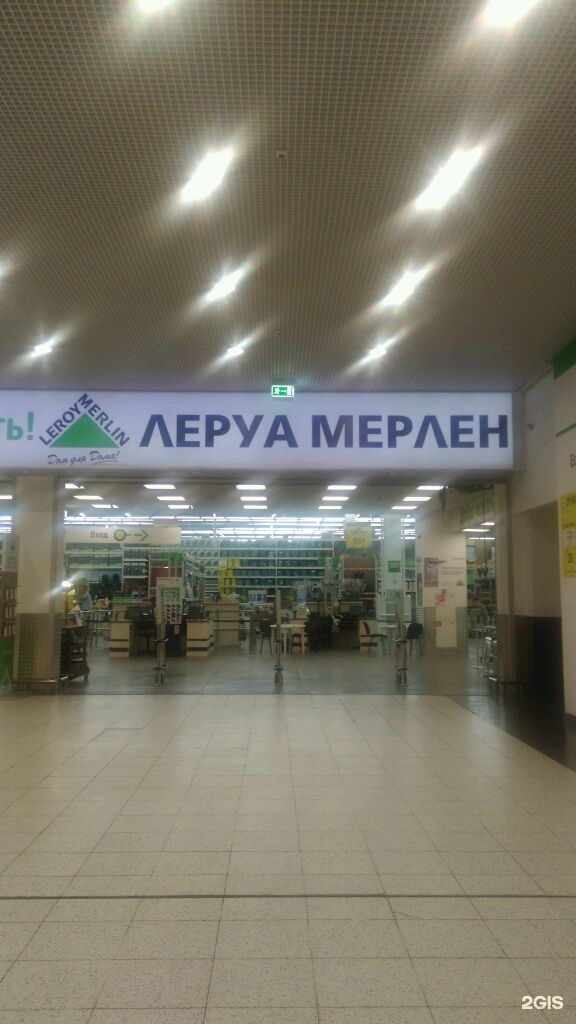 ть!
LEROY MERLIN
Дом для Дома!
ЛЕРУА МЕРЛЕН
Вход
2GIS